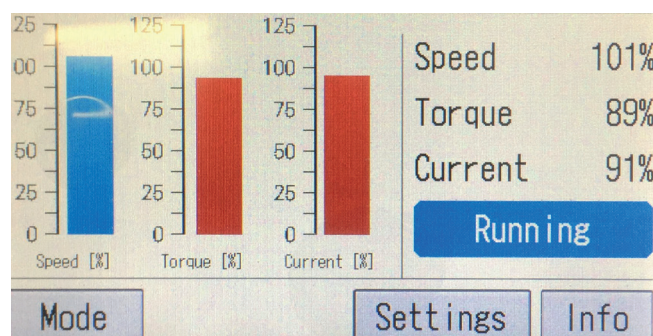 25 125 125
00 100 100
75 75 75
50 50 50
25 25 25
0 0 0
Speed [%] Torque [%] Current [%]
Speed 101%
Torque 89%
Current 91%
Running
Mode Settings Info